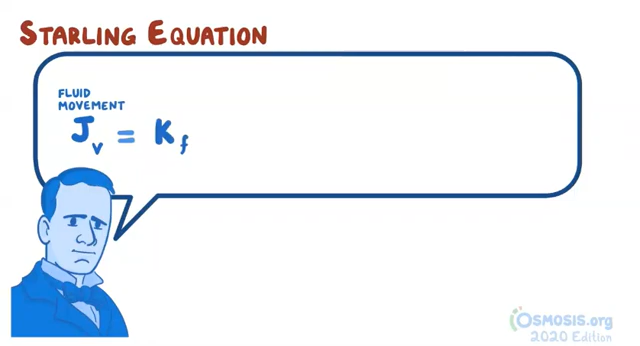 STARLING EQUATION
FLUID
MOVEMENT
Jv = Kf
OSMOSIS.org
2020 Edition